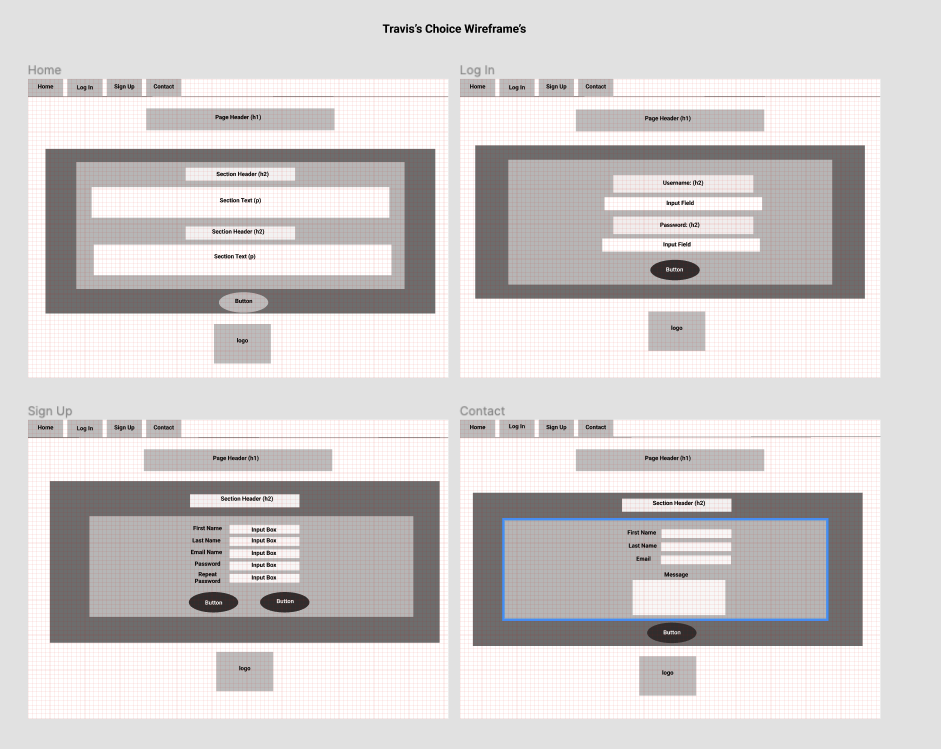 Travis's Choice Wireframe's
Home
Home Log In Sign Up Contact
Page Header (h1)
Section Header (h2)
Section Text (p)
Section Header (h2)
Section Text (p)
Button
logo
Log In
Home Log In Sign Up Contact
Page Header (h1)
Username: (h2)
Input Field
Password: (h2)
Input Field
Button
logo
Sign Up
Home Log In Sign Up Contact
Page Header (h1)
Section Header (h2)
First Name Input Box
Last Name Input Box
Email Name Input Box
Password Input Box
Repeat
Password Input Box
Button Button
logo
Contact
Home Log In Sign Up Contact
Page Header (h1)
Section Header (h2)
First Name
Last Name
Email
Message
Button
logo